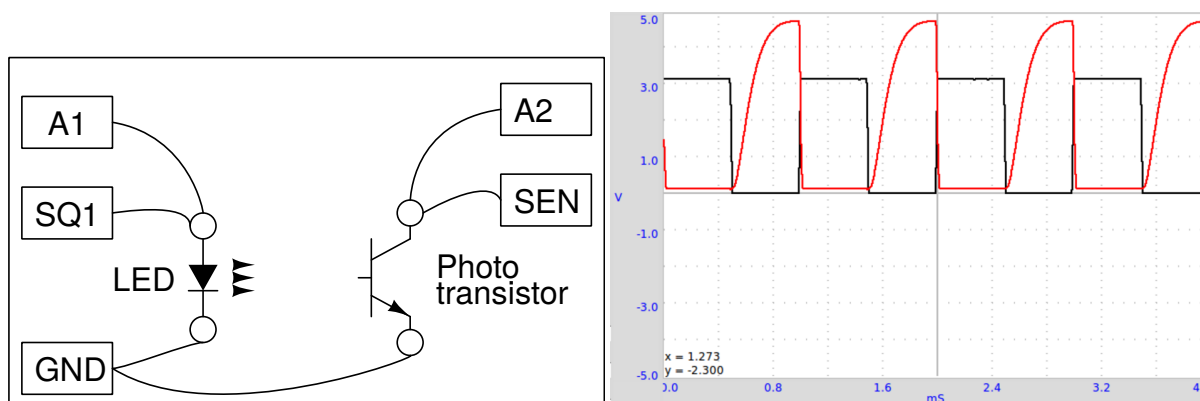 A1
A2
SQ1
SEN
LED
Photo
transistor
GND
5.0
3.0
1.0
V
-1.0
-3.0
-5.0
x = 1.273
y = -2.300
0.0
0.8
1.6
2.4
3.2
4
mS